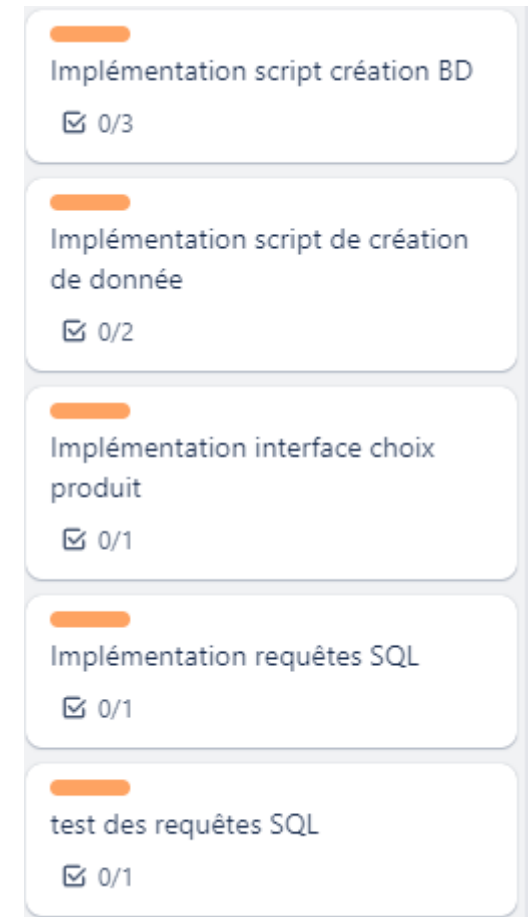 Implémentation script création BD
0/3
Implémentation script de création
de donnée
0/2
Implémentation interface choix
produit
0/1
Implémentation requêtes SQL
0/1
test des requêtes SQL
0/1